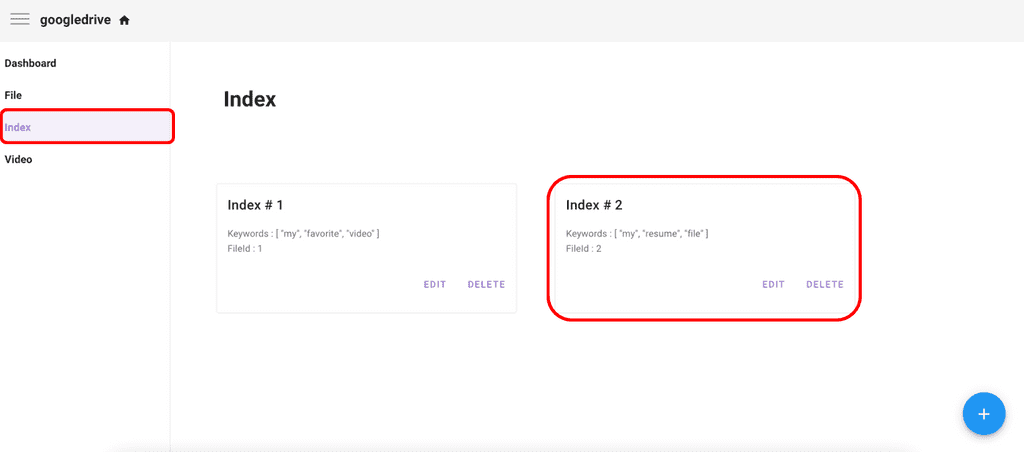 googledrive
Dashboard
File
Index
Video
Index
Index # 1
Keywords : [ "my", "favorite", "video" ]
FileId : 1
EDIT DELETE
Index # 2
Keywords : [ "my", "resume", "file" ]
FileId : 2
EDIT DELETE
+